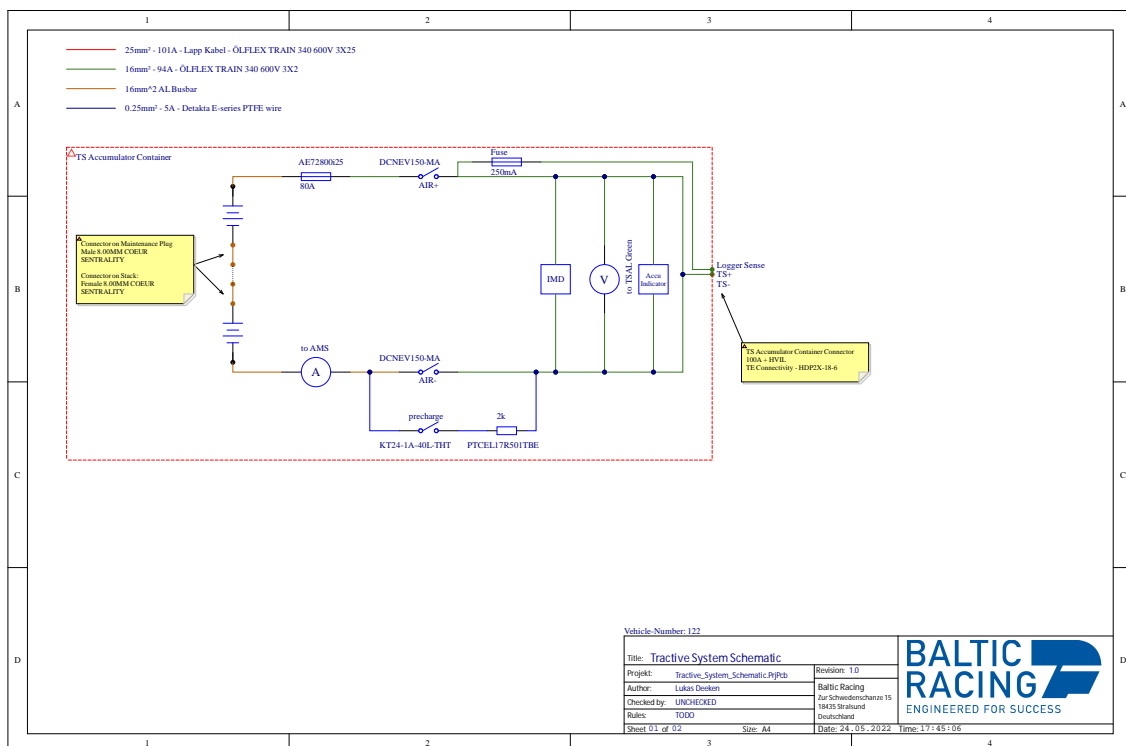 1 2 3 4
25mm² - 101A - Lapp Kabel - ÖLFLEX TRAIN 340 600V 3X25
16mm² - 94A - ÖLFLEX TRAIN 340 600V 3X2
16mm^2 AL Busbar
0.25mm² - 5A - Detakta E-series PTFE wire
A A
TS Accumulator Container
AE72800i25
80A
DCNEV150-MA
AIR+
Fuse
250mA
Connector on Maintenance Plug
Male 8.00MM COEUR
SENTRALITY
Connector on Stack:
Female 8.00MM COEUR
SENTRALITY
B B
IMD
V
to TSAL Green
Accu
Indicator
Logger Sense
TS+
TS-
to AMS
A
DCNEV150-MA
AIR-
TS Accumulator Container Connector
100A + HVIL
TE Connectivity - HDP2X-18-6
precharge
KT24-1A-40L-THT
2k
PTCEL17R501TBE
C C
D D
Vehicle-Number: 122
Title: Tractive System Schematic
Projekt: Tractive_System_Schematic.PrjPcb
Revision: 1.0
Author: Lukas Deeken
Checked by: UNCHECKED
Rules: TODO
Baltic Racing
Zur Schwedenschanze 15
18435 Stralsund
Deutschland
Sheet 01 of 02 Size: A4
Date: 24.05.2022 Time: 17:45:06
BALTIC
RACING
ENGINEERED FOR SUCCESS
1 2 3 4